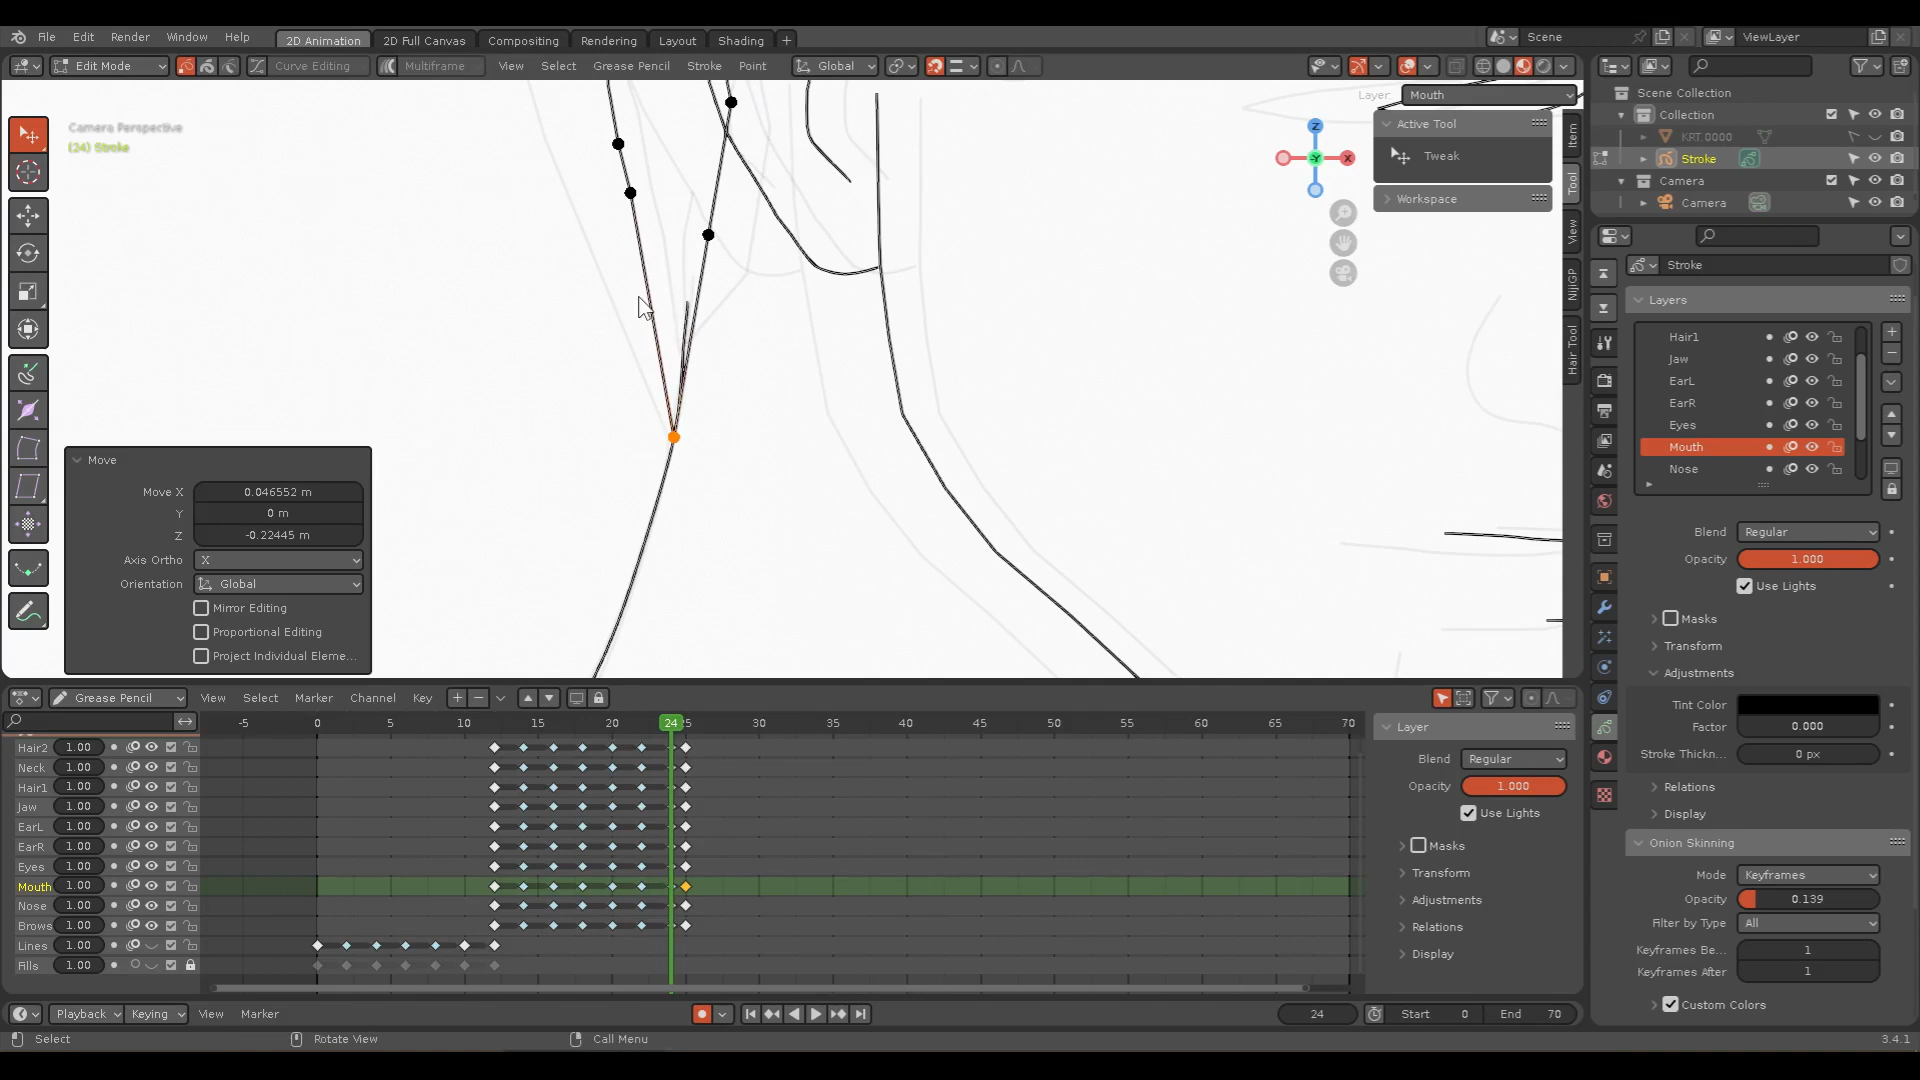 File Edit Render Window Help 2D Animation 2D Full Canvas Compositing Rendering Layout Shading + Scene ViewLayer
Edit Mode Curve Editing Multiframe View Select Grease Pencil Stroke Point Global
Camera Perspective
(24) Stroke
Layer Mouth
Active Tool
Tweak
Workspace
Z
Y
X
Item
Tool
View
NijiGP
Hair Tool
Move
Move X 0.046552 m
Y 0 m
Z -0.22445 m
Axis Ortho X
Orientation Global
Mirror Editing
Proportional Editing
Project Individual Eleme...
Scene Collection
Collection
KRT.0000
Stroke
Camera
Camera
Stroke
Layers
Hair1
Jaw
EarL
EarR
Eyes
Mouth
Nose
Blend Regular
Opacity 1.000
Use Lights
Masks
Transform
Adjustments
Tint Color
Factor 0.000
Stroke Thickn... 0 px
Relations
Display
Onion Skinning
Mode Keyframes
Opacity 0.139
Filter by Type All
Keyframes Be... 1
Keyframes After 1
Custom Colors
Grease Pencil View Select Marker Channel Key
-5 0 5 10 15 20 24 25 30 35 40 45 50 55 60 65 70
Hair2 1.00
Neck 1.00
Hair1 1.00
Jaw 1.00
EarL 1.00
EarR 1.00
Eyes 1.00
Mouth 1.00
Nose 1.00
Brows 1.00
Lines 1.00
Fills 1.00
Layer
Blend Regular
Opacity 1.000
Use Lights
Masks
Transform
Adjustments
Relations
Display
Playback Keying View Marker 24 Start 0 End 70
Select Rotate View Call Menu 3.4.1